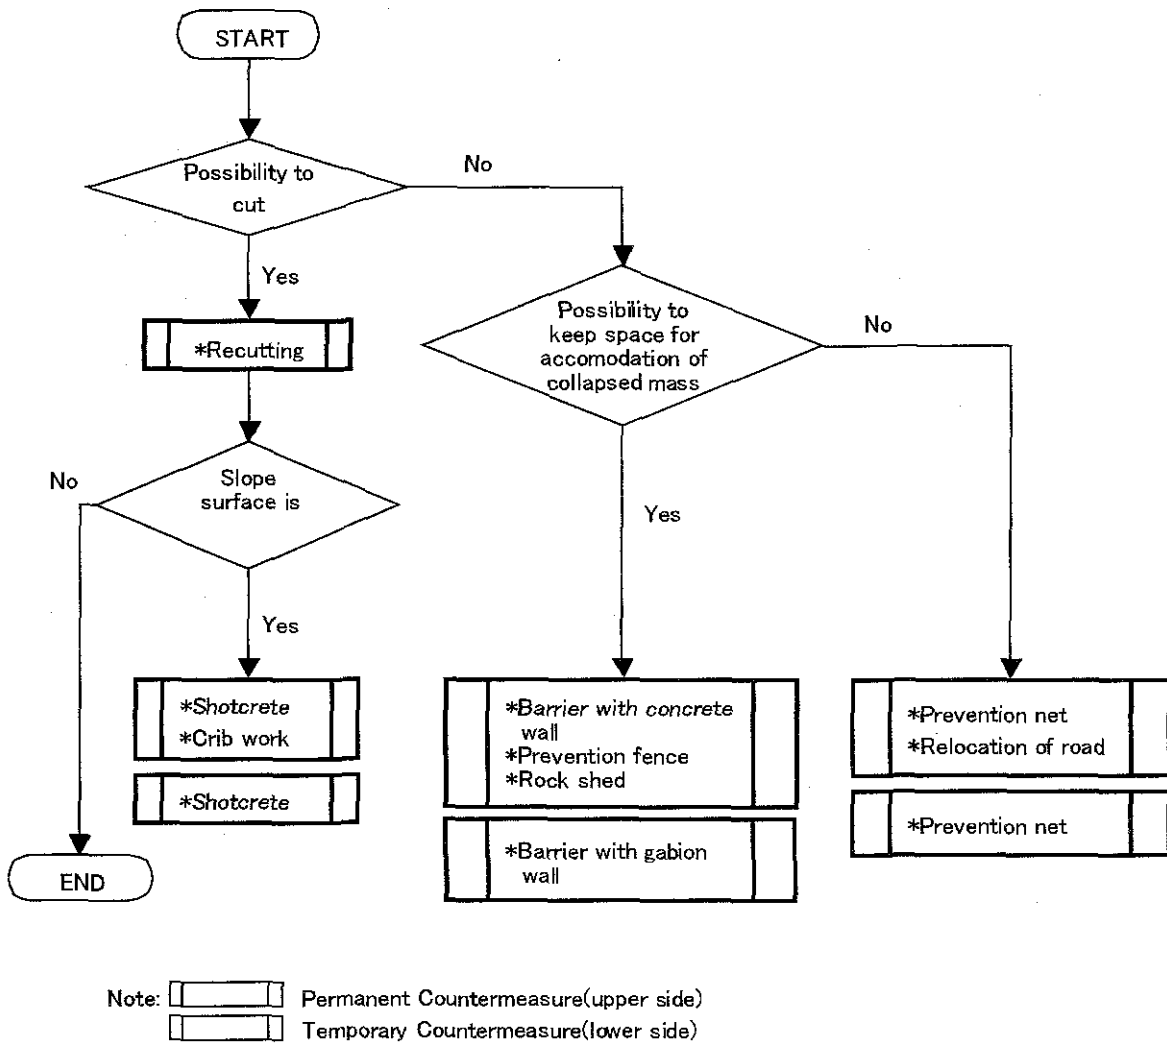 START
Possibility to
cut
No
Yes
*Recutting
Possibility to
keep space for
accomodation of
collapsed mass
No
No
Slope
surface is
Yes
Yes
*Shotcrete
*Crib work
*Shotcrete
*Barrier with concrete
wall
*Prevention fence
*Rock shed
*Barrier with gabion
wall
*Prevention net
*Relocation of road
*Prevention net
END
Note: Permanent Countermeasure(upper side)
Temporary Countermeasure(lower side)